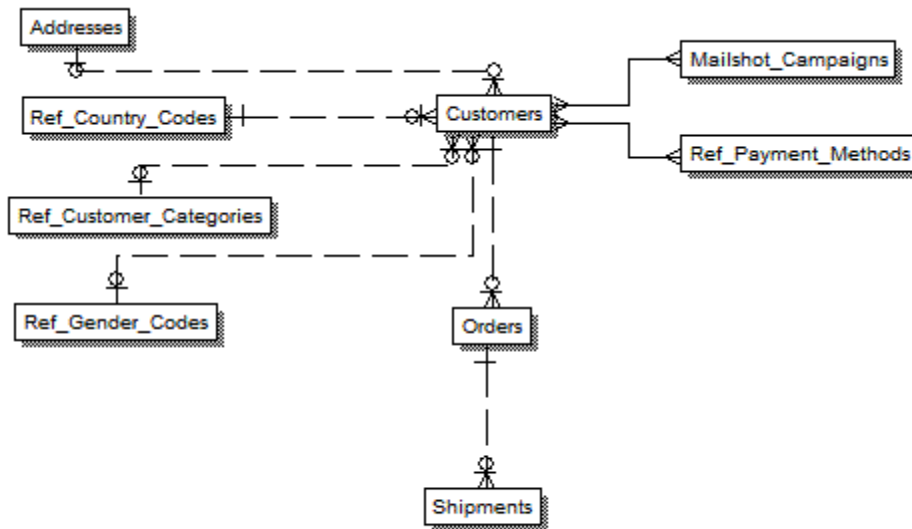 Addresses
Mailshot_Campaigns
Ref_Country_Codes
Customers
Ref_Payment_Methods
Ref_Customer_Categories
Ref_Gender_Codes
Orders
Shipments